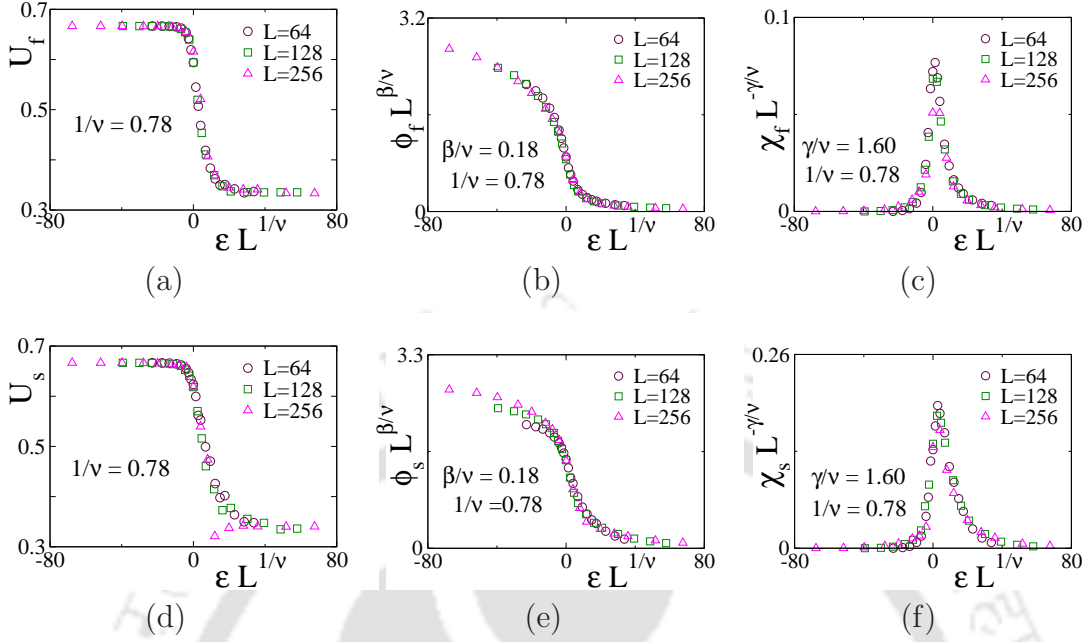 0.7
0.5
0.3
U_f
L=64
L=128
L=256
1/ν = 0.78
-80
0
80
ε L^{1/ν}
(a)
3.2
0
ϕ_f L^{β/ν}
L=64
L=128
L=256
β/ν = 0.18
1/ν = 0.78
-80
0
80
ε L^{1/ν}
(b)
0.1
0
χ_f L^{-γ/ν}
L=64
L=128
L=256
γ/ν = 1.60
1/ν = 0.78
-80
0
80
ε L^{1/ν}
(c)
0.7
0.5
0.3
U_s
L=64
L=128
L=256
1/ν = 0.78
-80
0
80
ε L^{1/ν}
(d)
3.3
0
ϕ_s L^{β/ν}
L=64
L=128
L=256
β/ν = 0.18
1/ν =0.78
-80
0
80
ε L^{1/ν}
(e)
0.26
0
χ_s L^{-γ/ν}
L=64
L=128
L=256
γ/ν = 1.60
1/ν = 0.78
-80
0
80
ε L^{1/ν}
(f)